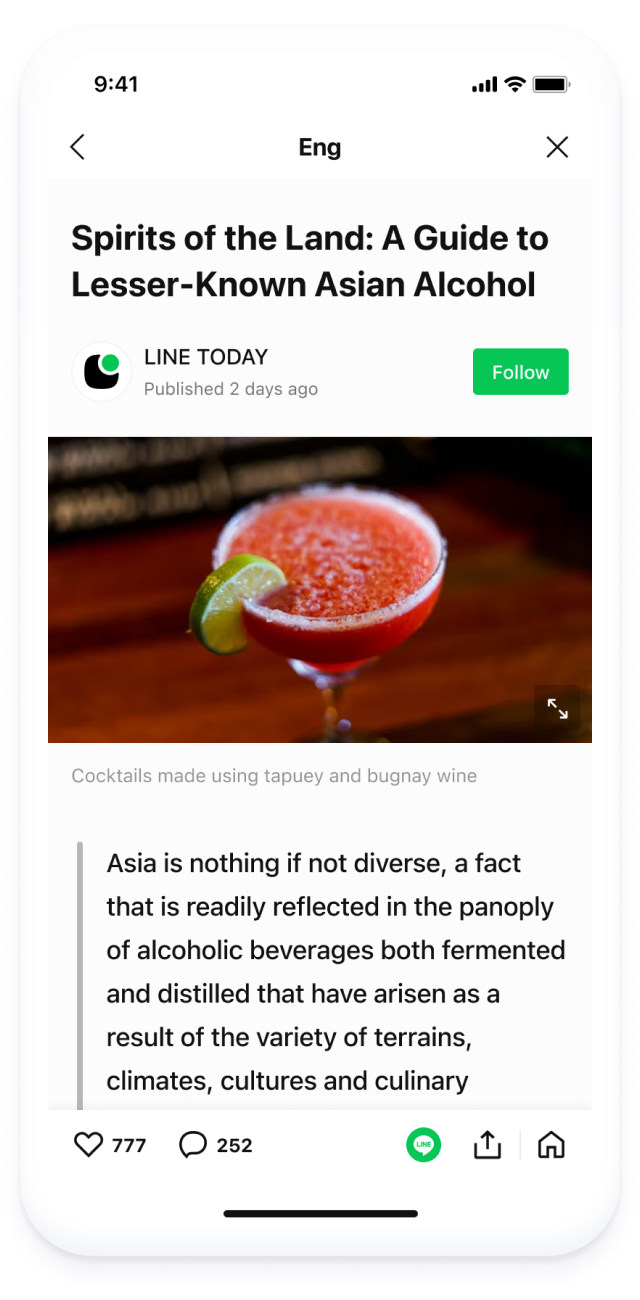 9:41
Eng
Spirits of the Land: A Guide to
Lesser-Known Asian Alcohol
LINE TODAY
Published 2 days ago
Follow
Cocktails made using tapuey and bugnay wine
Asia is nothing if not diverse, a fact
that is readily reflected in the panoply
of alcoholic beverages both fermented
and distilled that have arisen as a
result of the variety of terrains,
climates, cultures and culinary
777
252
LINE